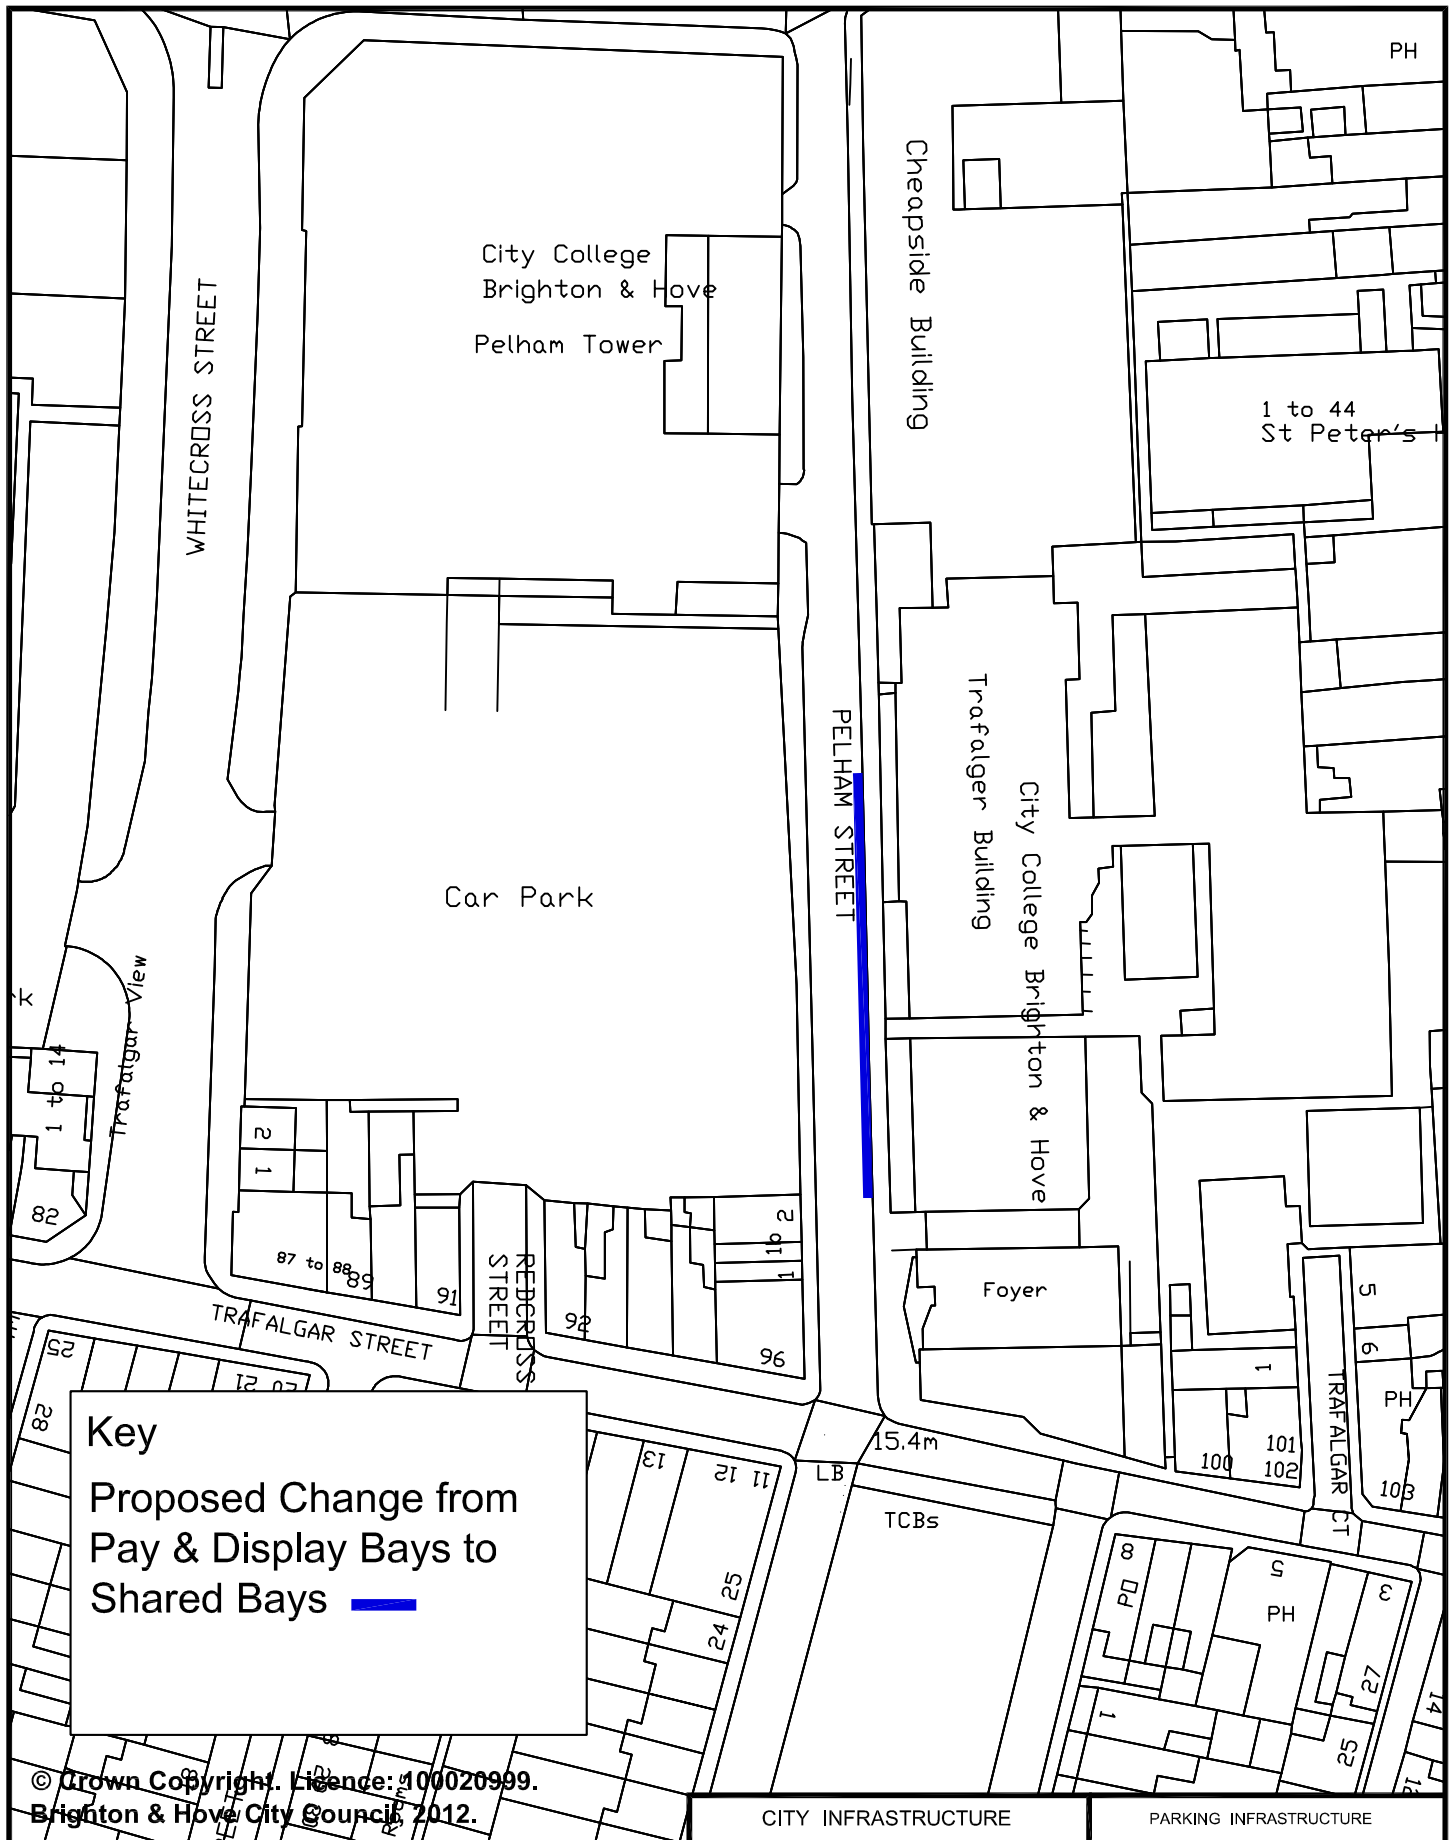 PH
Cheapside Building
City College
Brighton & Hove
Pelham Tower
WHITECROSS STREET
1 to 44
St Peter's H
PELHAM STREET
Trafalger Building
City College Brighton & Hove
Car Park
Trafalgar View
1 to 14
2
1
82
87 to 88
89
91
REDCROSS
STREET
92
96
2
1
Foyer
TRAFALGAR STREET
25
28
21
20
5
6
1
PH
TRAFALGAR CT
100
101
102
103
15.4m
LB
TCBs
13
12
11
25
24
8
PO
5
PH
3
27
25
14
1
Key
Proposed Change from
Pay & Display Bays to
Shared Bays
© Crown Copyright. Licence: 100020999.
Brighton & Hove City Council. 2012.
Rooms
CITY INFRASTRUCTURE
PARKING INFRASTRUCTURE